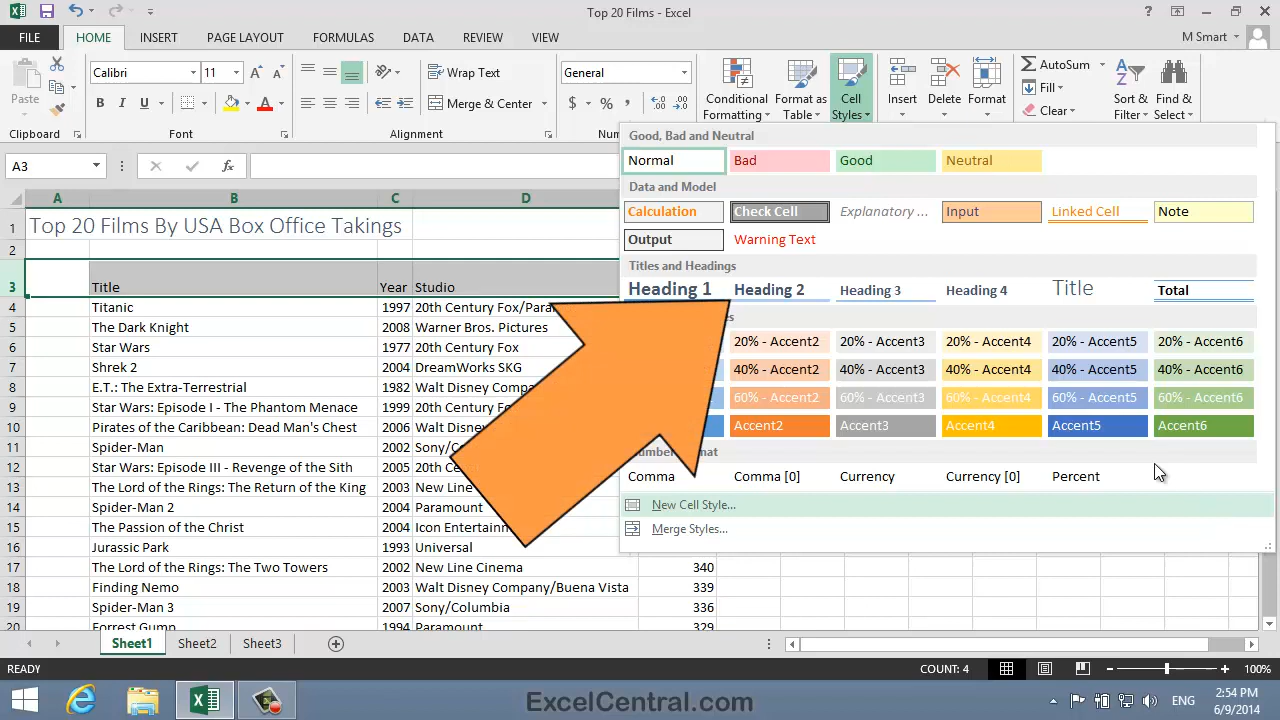 Top 20 Films - Excel
FILE HOME INSERT PAGE LAYOUT FORMULAS DATA REVIEW VIEW M Smart
Calibri 11 Wrap Text General AutoSum
Paste B I U Merge & Center $ % , Conditional Formatting Format as Table Cell Styles Insert Delete Format Fill Clear Sort & Filter Find & Select
Clipboard Font Alignment
A3 fx
Good, Bad and Neutral
Normal Bad Good Neutral
Data and Model
Calculation Check Cell Explanatory ... Input Linked Cell Note
Output Warning Text
Titles and Headings
Heading 1 Heading 2 Heading 3 Heading 4 Title Total
20% - Accent2 20% - Accent3 20% - Accent4 20% - Accent5 20% - Accent6
40% - Accent2 40% - Accent3 40% - Accent4 40% - Accent5 40% - Accent6
60% - Accent2 60% - Accent3 60% - Accent4 60% - Accent5 60% - Accent6
Accent2 Accent3 Accent4 Accent5 Accent6
Comma Comma [0] Currency Currency [0] Percent
New Cell Style...
Merge Styles...
A B C D
1 Top 20 Films By USA Box Office Takings
2
3 Title Year Studio
4 Titanic 1997 20th Century
5 The Dark Knight 2008 Warner Bros. Pictures
6 Star Wars 1977 20th Century Fox
7 Shrek 2 2004 DreamWorks SKG
8 E.T.: The Extra-Terrestrial 1982 Walt Disney
9 Star Wars: Episode I - The Phantom Menace 1999 20th Century
10 Pirates of the Caribbean: Dead Man's Chest 2006 Walt
11 Spider-Man 2002
12 Star Wars: Episode III - Revenge of the Sith 2005 20th
13 The Lord of the Rings: The Return of the King 2003 New Line
14 Spider-Man 2 2004 Paramount
15 The Passion of the Christ 2004 Icon
16 Jurassic Park 1993 Universal
17 The Lord of the Rings: The Two Towers 2002 New Line Cinema 340
18 Finding Nemo 2003 Walt Disney Company/Buena Vista 339
19 Spider-Man 3 2007 Sony/Columbia 336
20 Forrest Gump 1994 Paramount 329
Sheet1 Sheet2 Sheet3
READY COUNT: 4 100%
ExcelCentral.com ENG 2:54 PM
6/9/2014